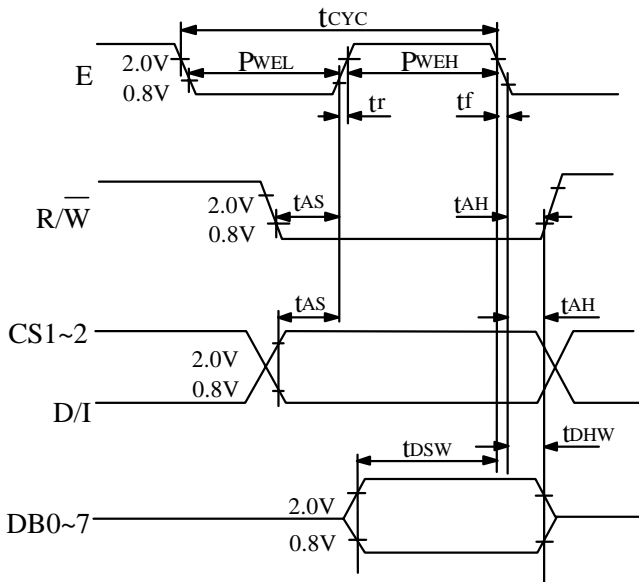 tCYC
E
2.0V
0.8V
PWEL
PWEH
tr
tf
R/W̅
2.0V
0.8V
tAS
tAH
CS1~2
tAS
tAH
2.0V
0.8V
D/I
tDSW
tDHW
DB0~7
2.0V
0.8V